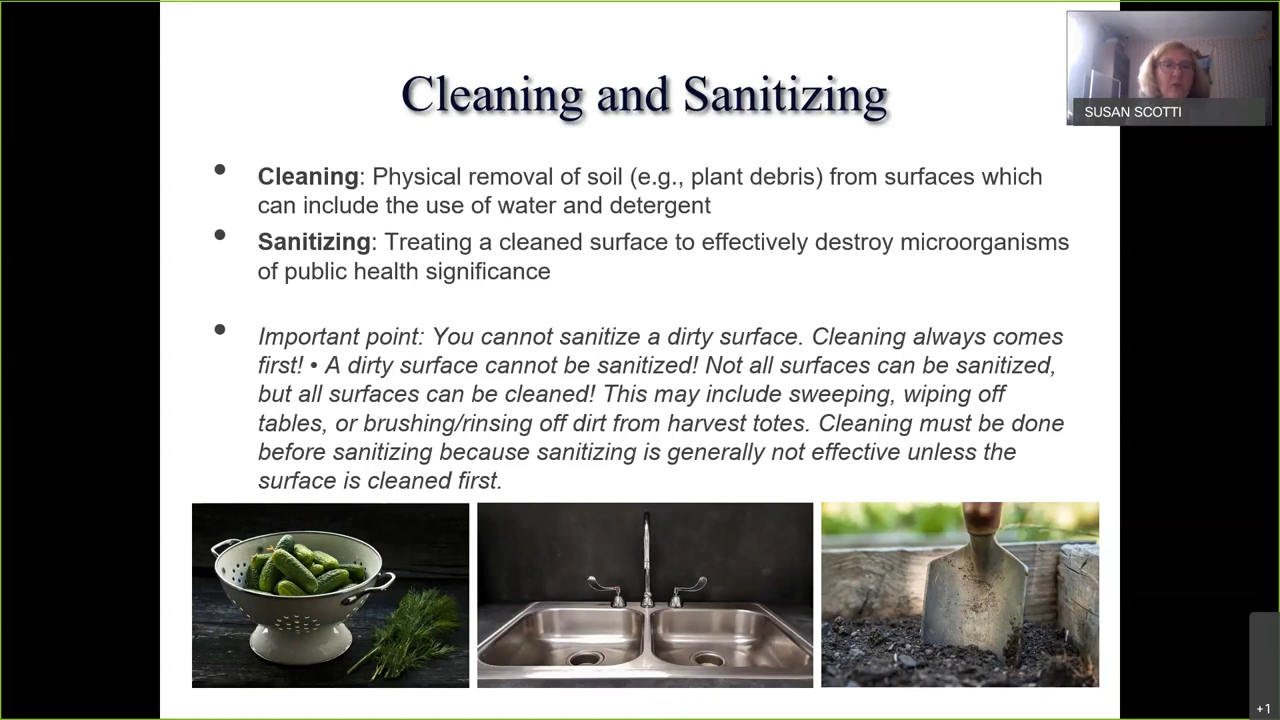 Cleaning and Sanitizing
SUSAN SCOTTI
• Cleaning: Physical removal of soil (e.g., plant debris) from surfaces which
can include the use of water and detergent
• Sanitizing: Treating a cleaned surface to effectively destroy microorganisms
of public health significance
• Important point: You cannot sanitize a dirty surface. Cleaning always comes
first! • A dirty surface cannot be sanitized! Not all surfaces can be sanitized,
but all surfaces can be cleaned! This may include sweeping, wiping off
tables, or brushing/rinsing off dirt from harvest totes. Cleaning must be done
before sanitizing because sanitizing is generally not effective unless the
surface is cleaned first.
+1